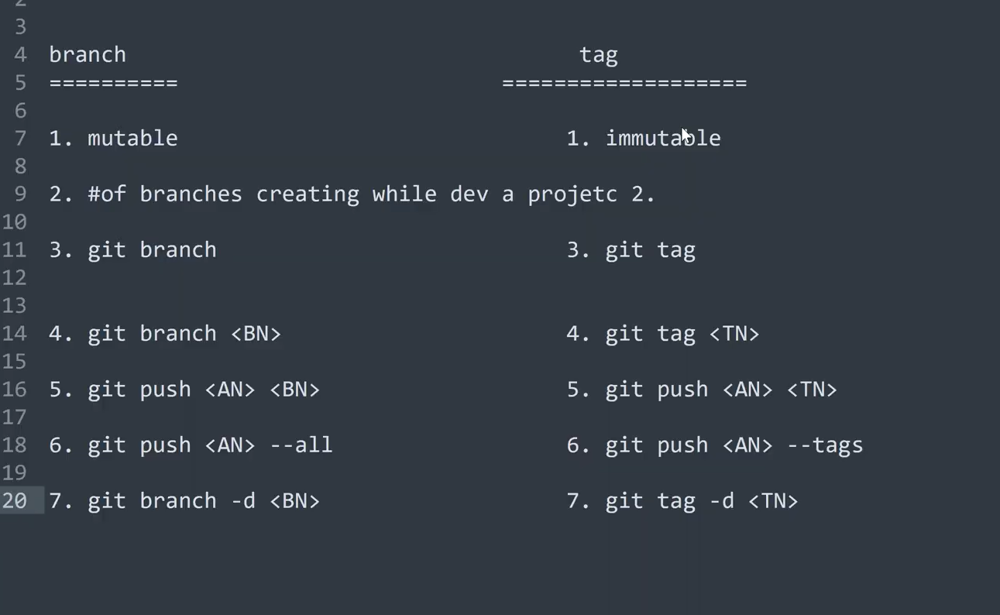 3
4 branch tag
5 ========== ===================
6
7 1. mutable 1. immutable
8
9 2. #of branches creating while dev a projetc 2.
10
11 3. git branch 3. git tag
12
13
14 4. git branch <BN> 4. git tag <TN>
15
16 5. git push <AN> <BN> 5. git push <AN> <TN>
17
18 6. git push <AN> --all 6. git push <AN> --tags
19
20 7. git branch -d <BN> 7. git tag -d <TN>